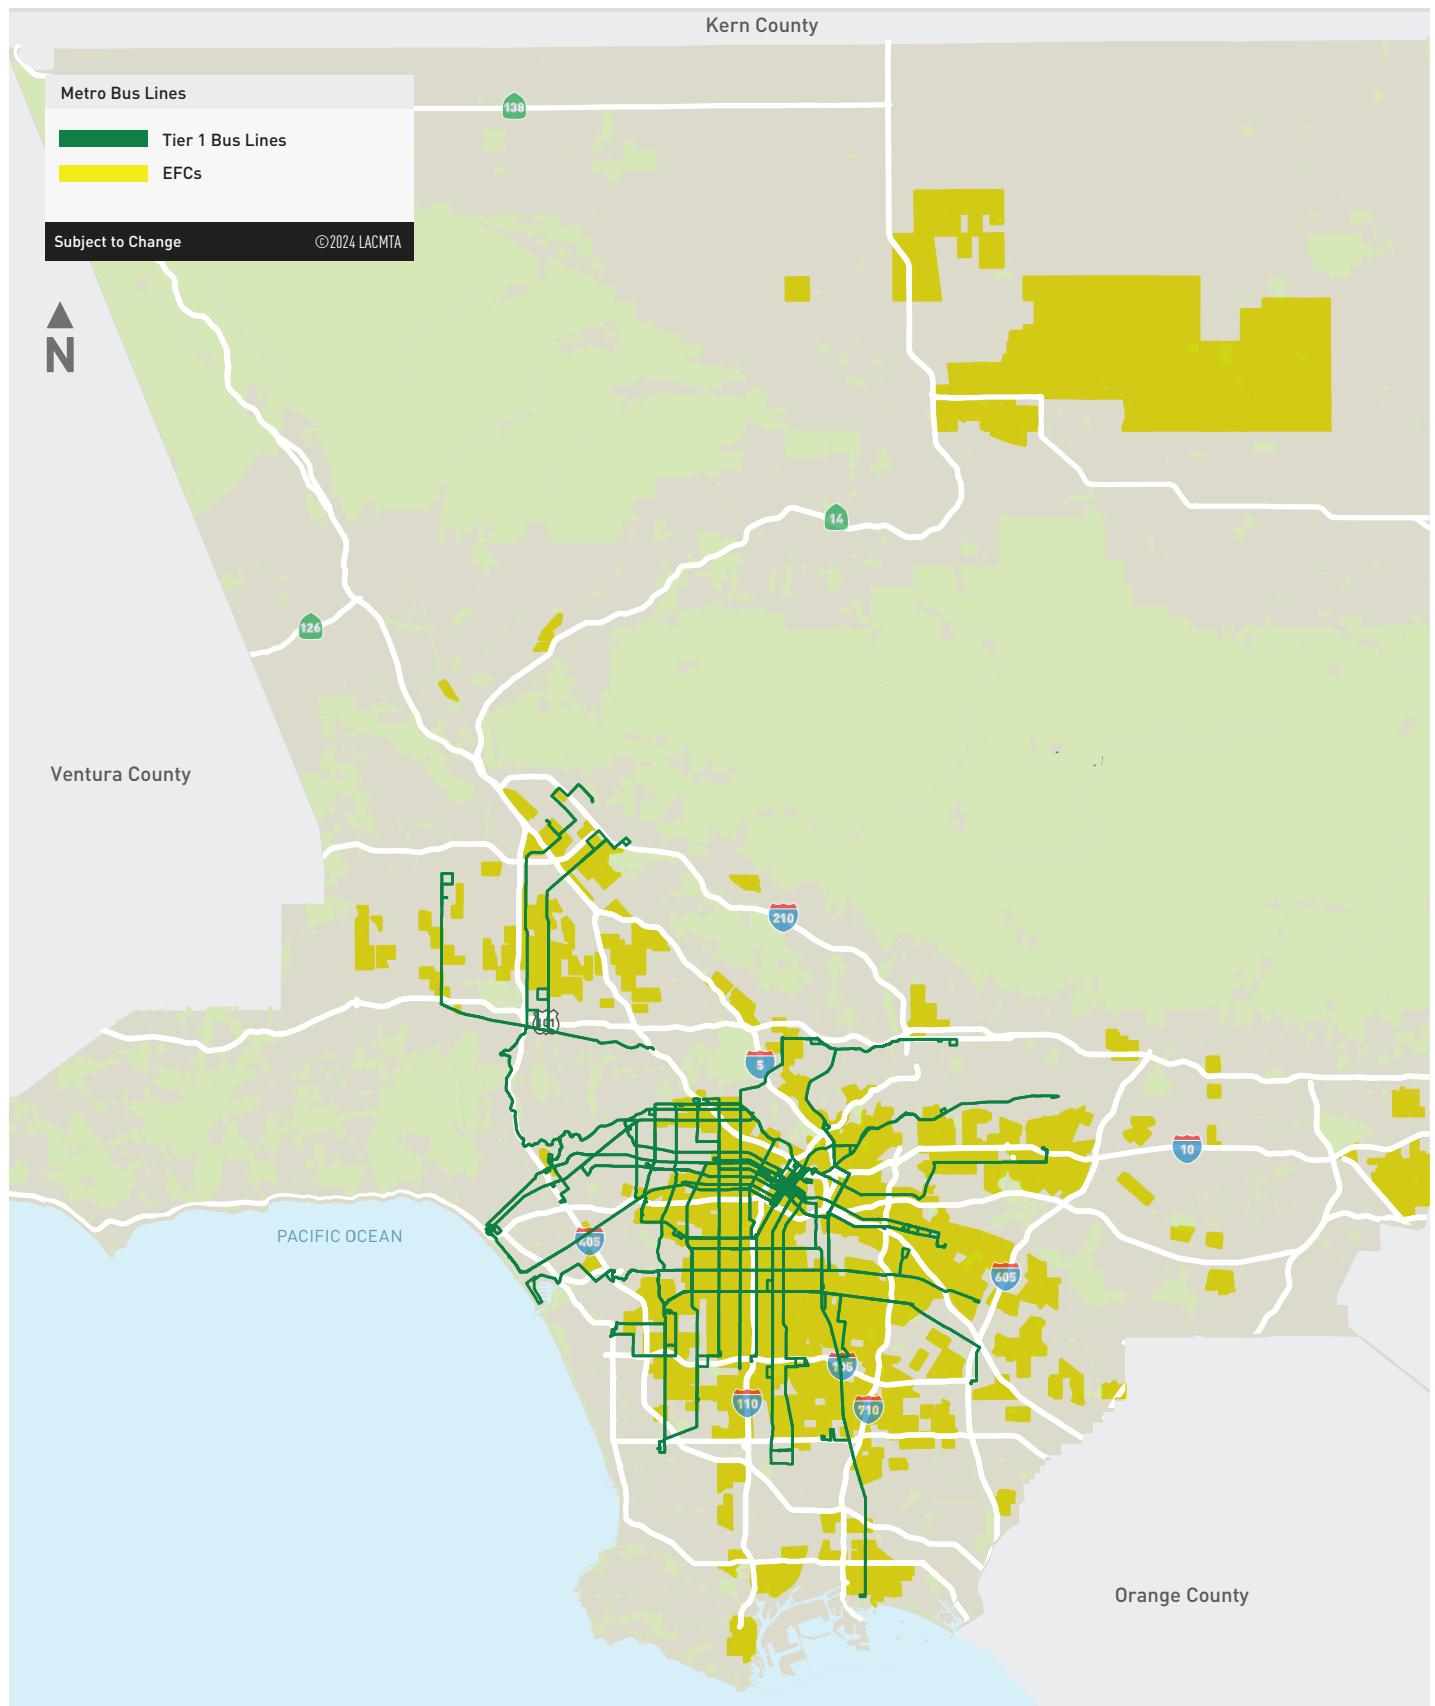 Kern County
Metro Bus Lines
138
Tier 1 Bus Lines
EFCs
Subject to Change
©2024 LACMTA
N
14
126
Ventura County
210
101
5
10
PACIFIC OCEAN
405
605
105
110
710
Orange County